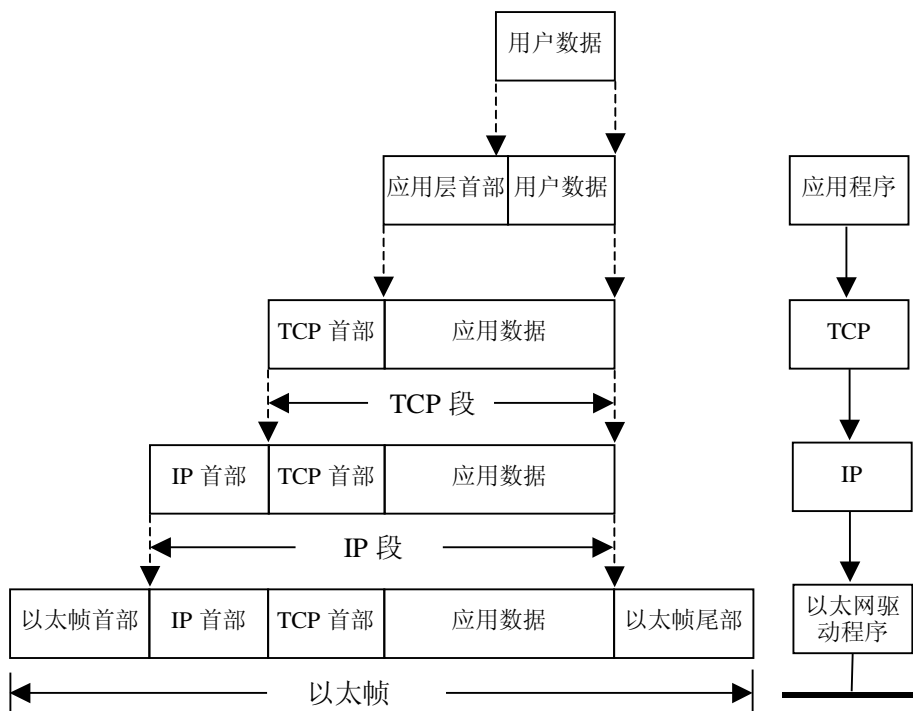 用户数据
应用层首部 用户数据 应用程序
TCP 首部 应用数据 TCP
TCP 段
IP 首部 TCP 首部 应用数据 IP
IP 段
以太帧首部 IP 首部 TCP 首部 应用数据 以太帧尾部 以太网驱
动程序
以太帧